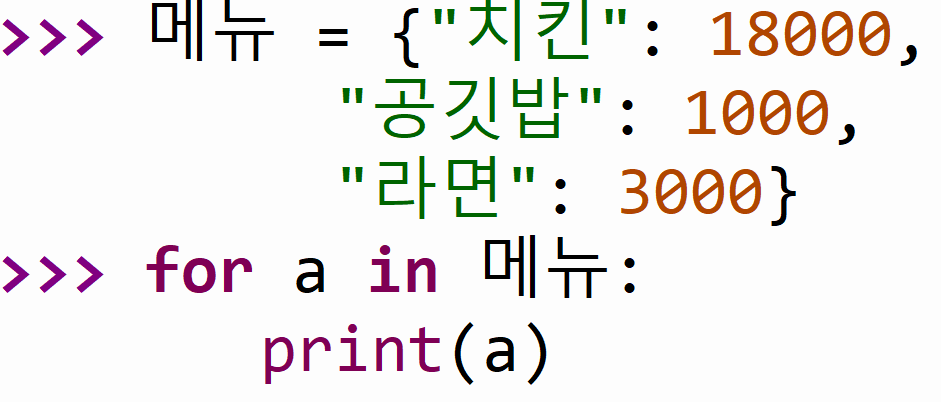 >>> 메뉴 = {"치킨": 18000,
"공깃밥": 1000,
"라면": 3000}
>>> for a in 메뉴:
print(a)